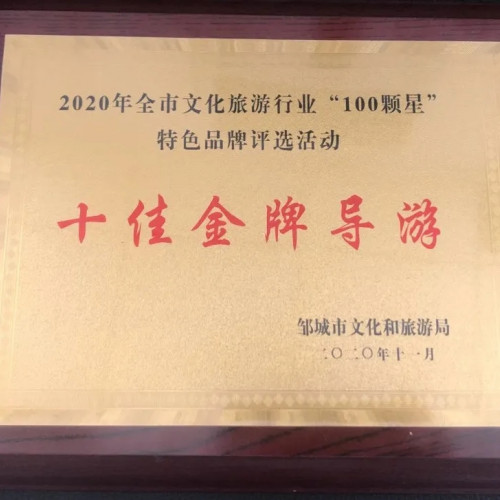 2020年全市文化旅游行业“100颗星”
特色品牌评选活动
十佳金牌导游
邹城市文化和旅游局
二〇二〇年十一月